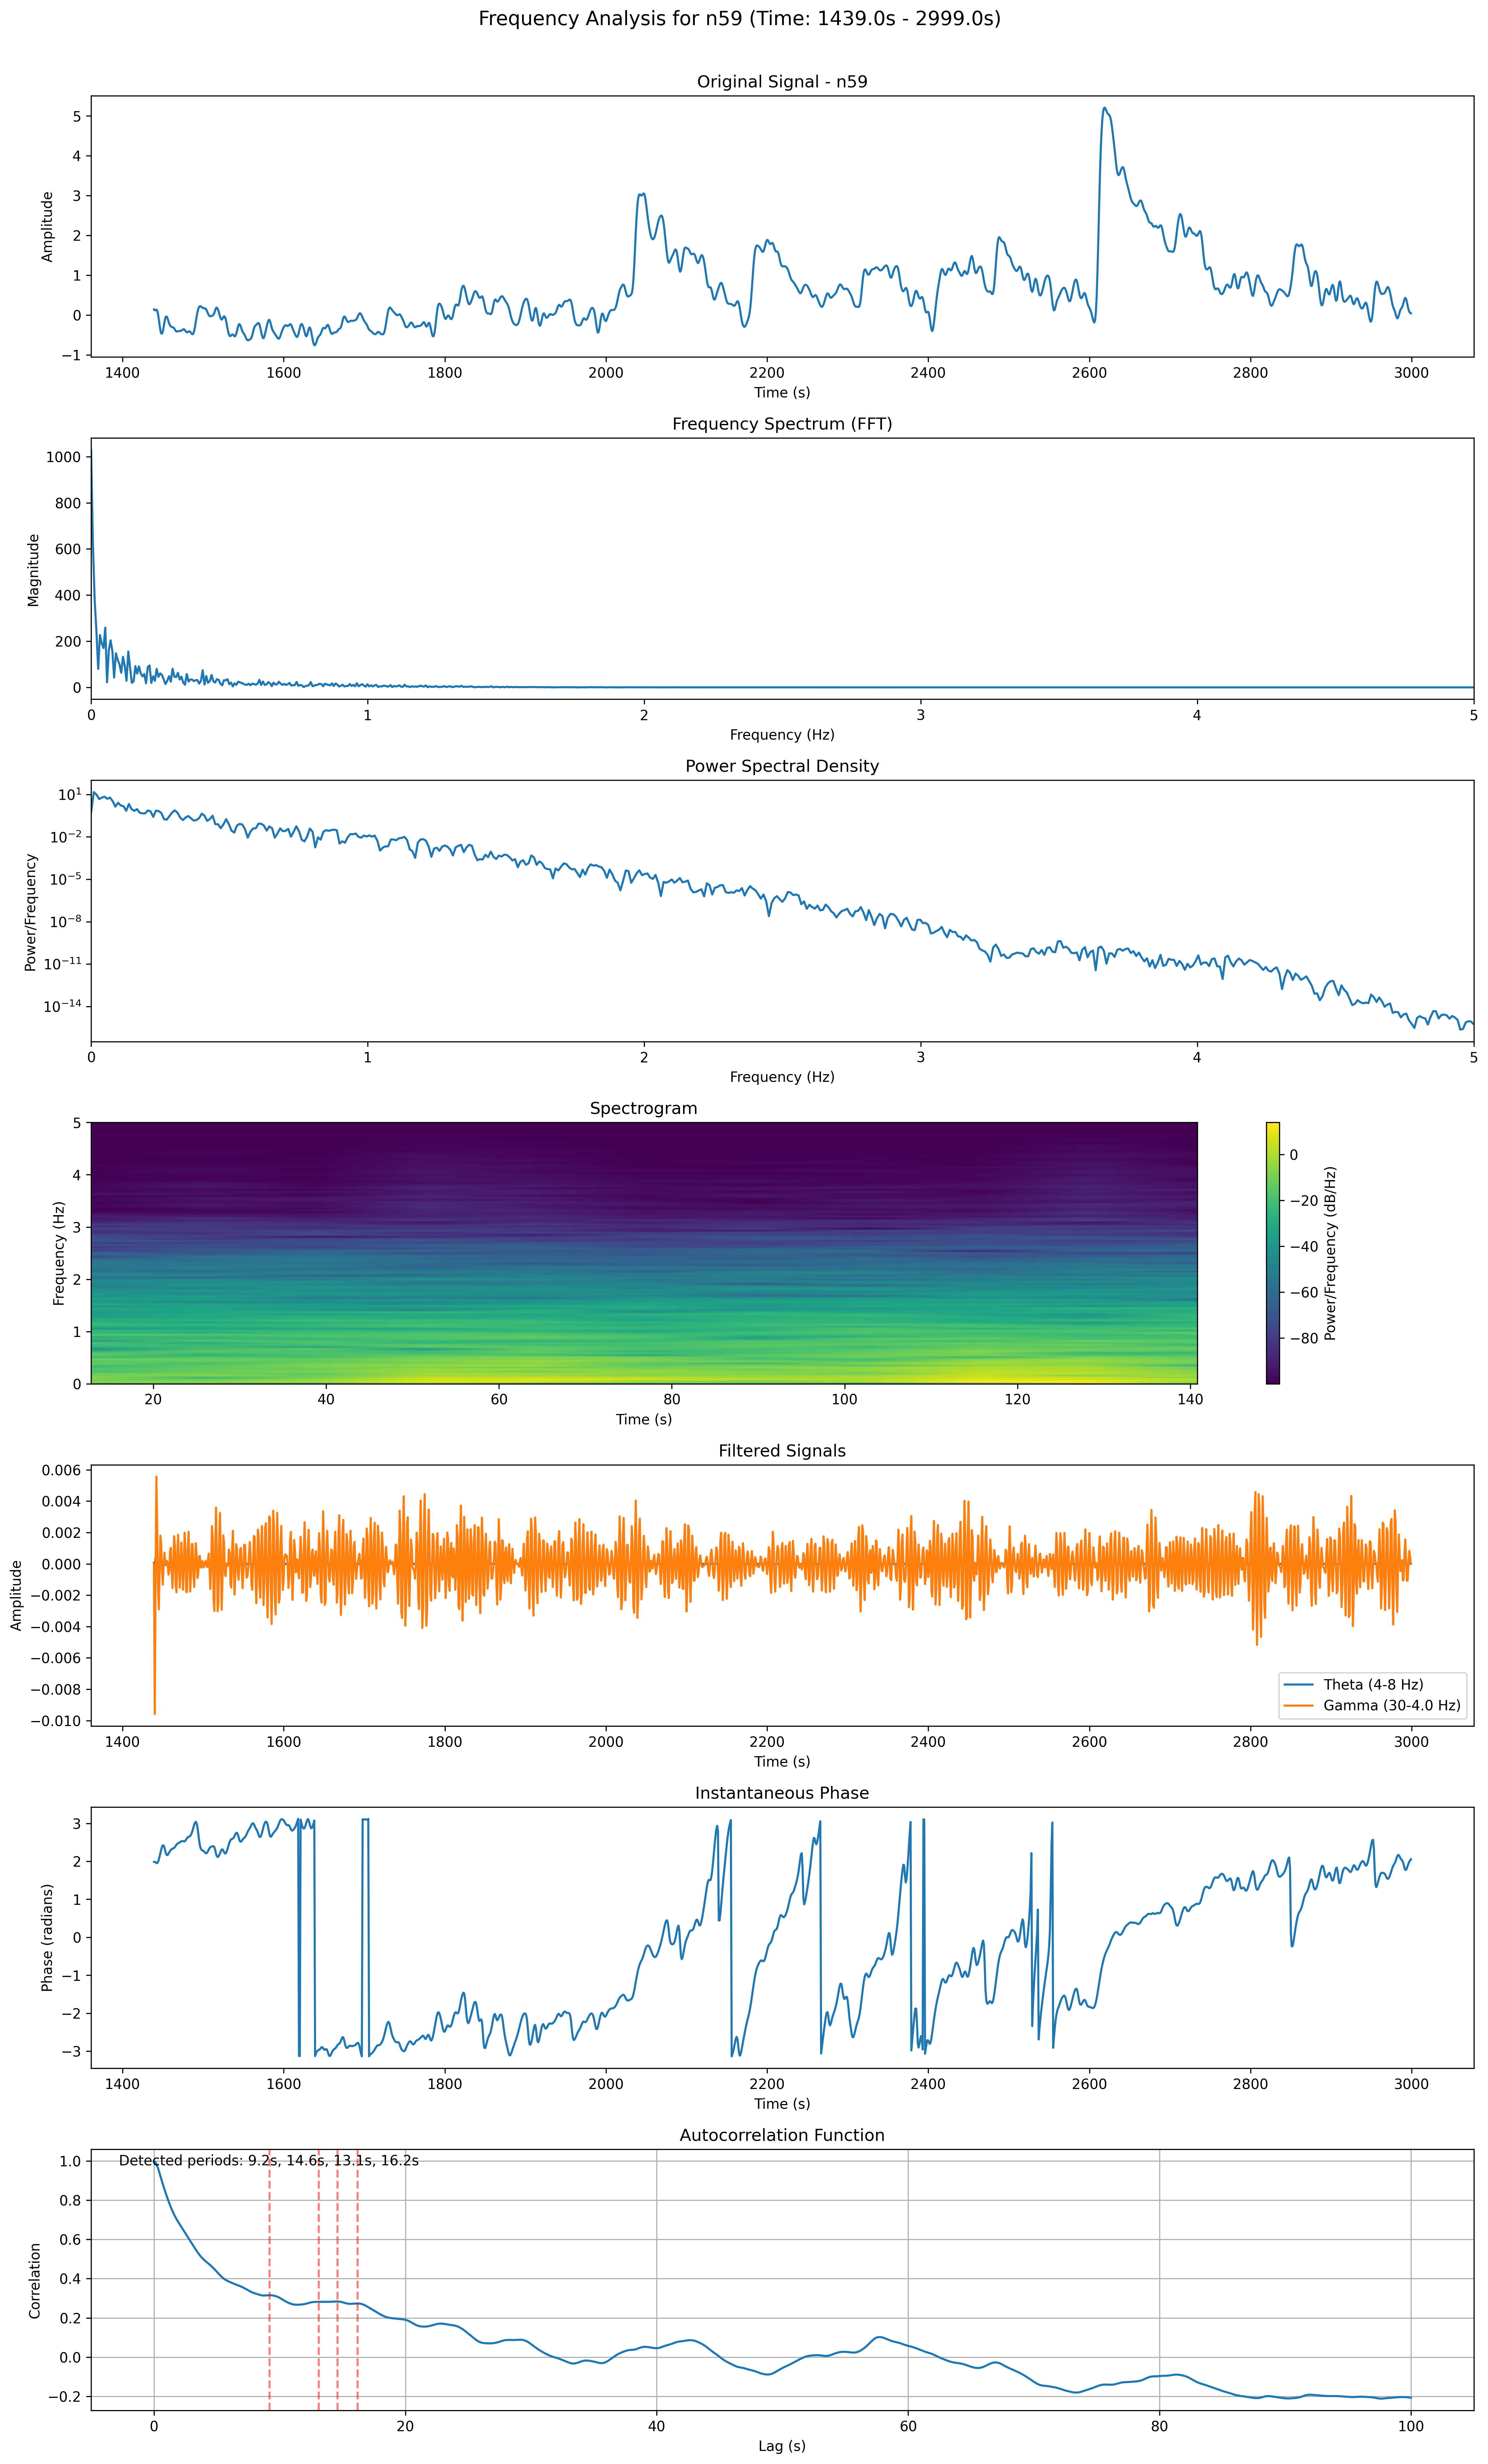 Frequency Analysis for n59 (Time: 1439.0s - 2999.0s)
Original Signal - n59
Amplitude
5
4
3
2
1
0
−1
1400 1600 1800 2000 2200 2400 2600 2800 3000
Time (s)
Frequency Spectrum (FFT)
Magnitude
1000
800
600
400
200
0
0 1 2 3 4 5
Frequency (Hz)
Power Spectral Density
Power/Frequency
10^1
10^−2
10^−5
10^−8
10^−11
10^−14
0 1 2 3 4 5
Frequency (Hz)
Spectrogram
Frequency (Hz)
5
4
3
2
1
0
20 40 60 80 100 120 140
Time (s)
0
−20
−40
−60
−80
Power/Frequency (dB/Hz)
Filtered Signals
Amplitude
0.006
0.004
0.002
0.000
−0.002
−0.004
−0.006
−0.008
−0.010
Theta (4-8 Hz)
Gamma (30-4.0 Hz)
1400 1600 1800 2000 2200 2400 2600 2800 3000
Time (s)
Instantaneous Phase
Phase (radians)
3
2
1
0
−1
−2
−3
1400 1600 1800 2000 2200 2400 2600 2800 3000
Time (s)
Autocorrelation Function
Detected periods: 9.2s, 14.6s, 13.1s, 16.2s
Correlation
1.0
0.8
0.6
0.4
0.2
0.0
−0.2
0 20 40 60 80 100
Lag (s)